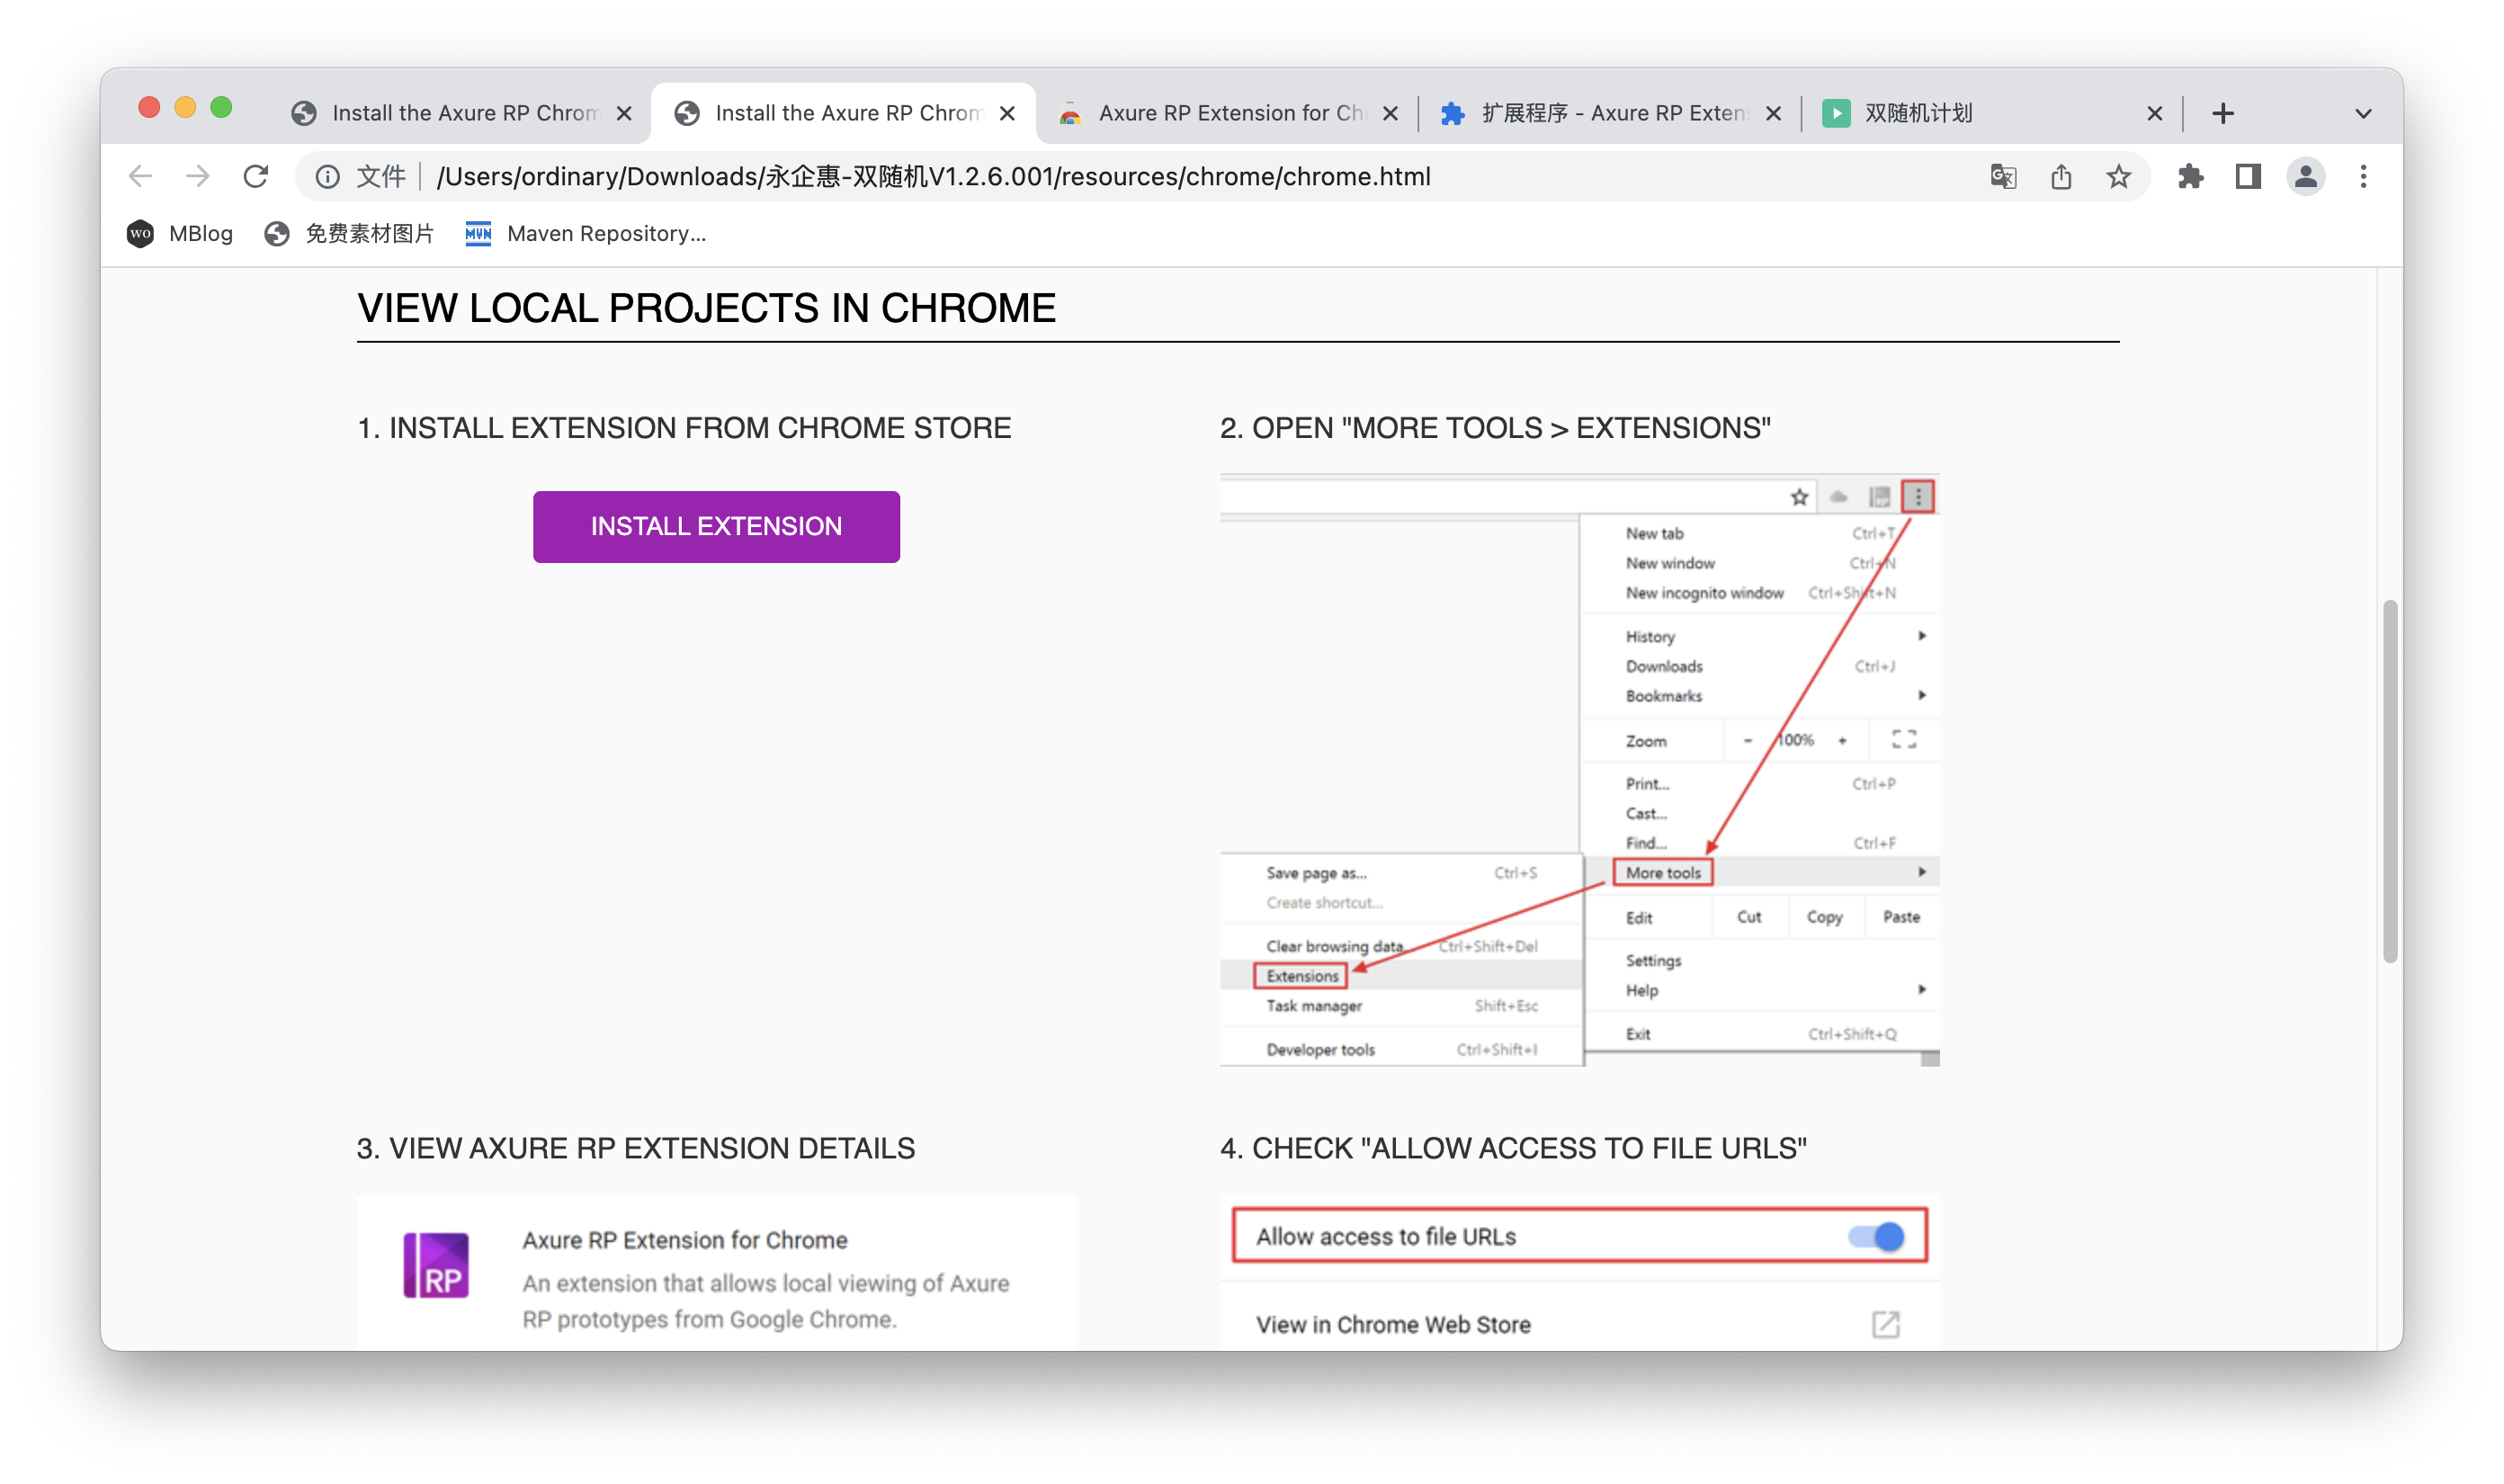 Install the Axure RP Chrom
Install the Axure RP Chrom
Axure RP Extension for Ch
扩展程序 - Axure RP Extens
双随机计划
文件
/Users/ordinary/Downloads/永企惠-双随机V1.2.6.001/resources/chrome/chrome.html
WO
MBlog
免费素材图片
MVN
Maven Repository...
VIEW LOCAL PROJECTS IN CHROME
1. INSTALL EXTENSION FROM CHROME STORE
INSTALL EXTENSION
2. OPEN "MORE TOOLS > EXTENSIONS"
New tab Ctrl+T
New window Ctrl+N
New incognito window Ctrl+Shift+N
History
Downloads Ctrl+J
Bookmarks
Zoom - 100% +
Print... Ctrl+P
Cast...
Find... Ctrl+F
More tools
Edit Cut Copy Paste
Settings
Help
Exit Ctrl+Shift+Q
Save page as... Ctrl+S
Create shortcut...
Clear browsing data... Ctrl+Shift+Del
Extensions
Task manager Shift+Esc
Developer tools Ctrl+Shift+I
3. VIEW AXURE RP EXTENSION DETAILS
RP
Axure RP Extension for Chrome
An extension that allows local viewing of Axure
RP prototypes from Google Chrome.
4. CHECK "ALLOW ACCESS TO FILE URLS"
Allow access to file URLs
View in Chrome Web Store